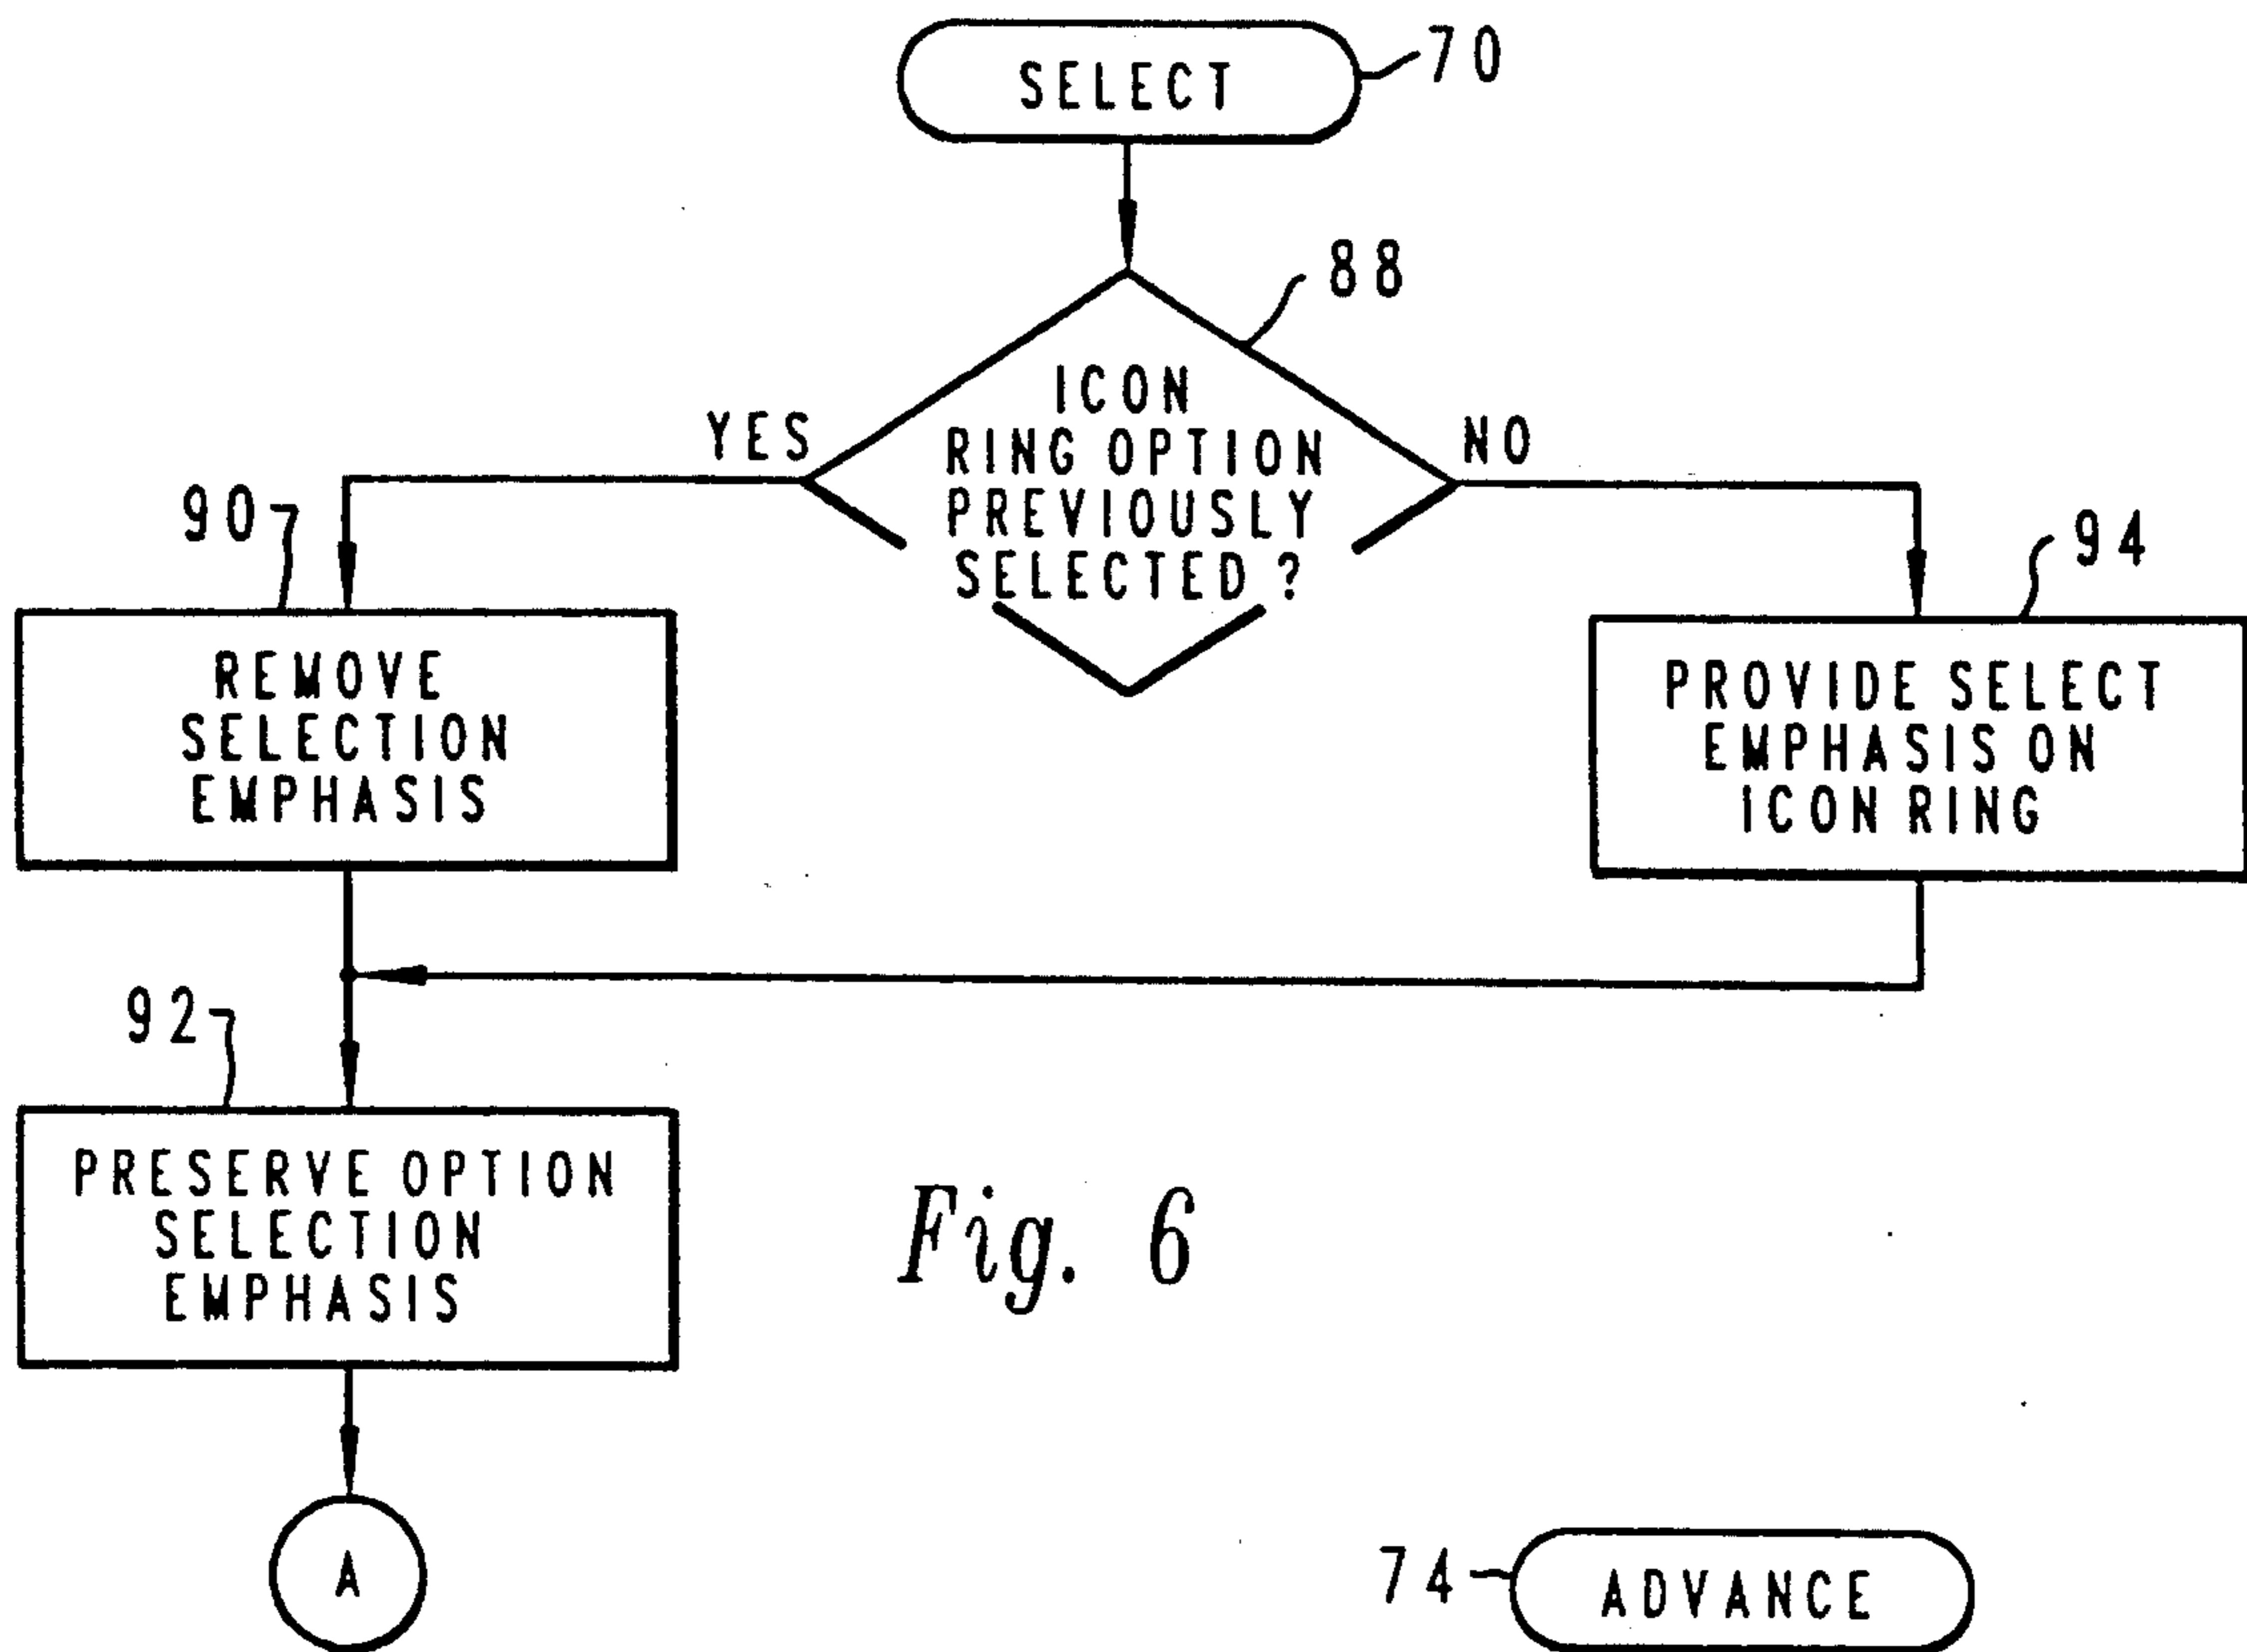 SELECT
70
88
ICON
RING OPTION
PREVIOUSLY
SELECTED ?
YES
NO
90
REMOVE
SELECTION
EMPHASIS
94
PROVIDE SELECT
EMPHASIS ON
ICON RING
92
PRESERVE OPTION
SELECTION
EMPHASIS
Fig. 6
A
74
ADVANCE